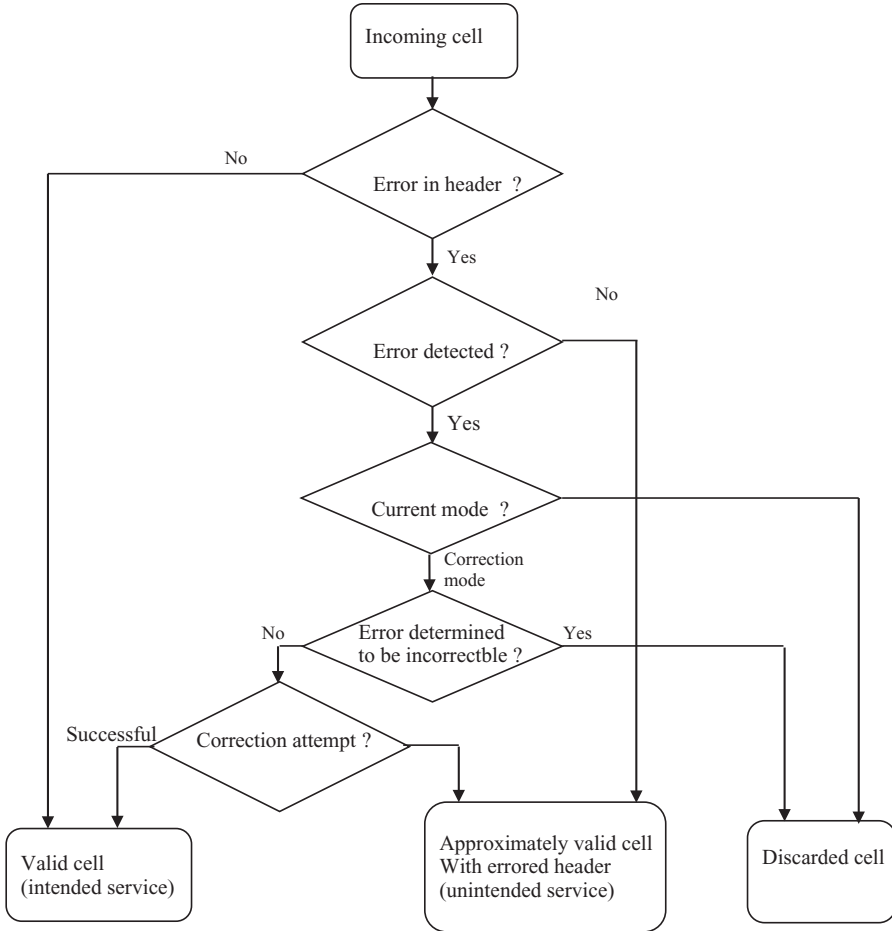 Incoming cell
No
Error in header ?
Yes
No
Error detected ?
Yes
Current mode ?
Correction
mode
No
Error determined
to be incorrectble ?
Yes
Successful
Correction attempt ?
Valid cell
(intended service)
Approximately valid cell
With errored header
(unintended service)
Discarded cell